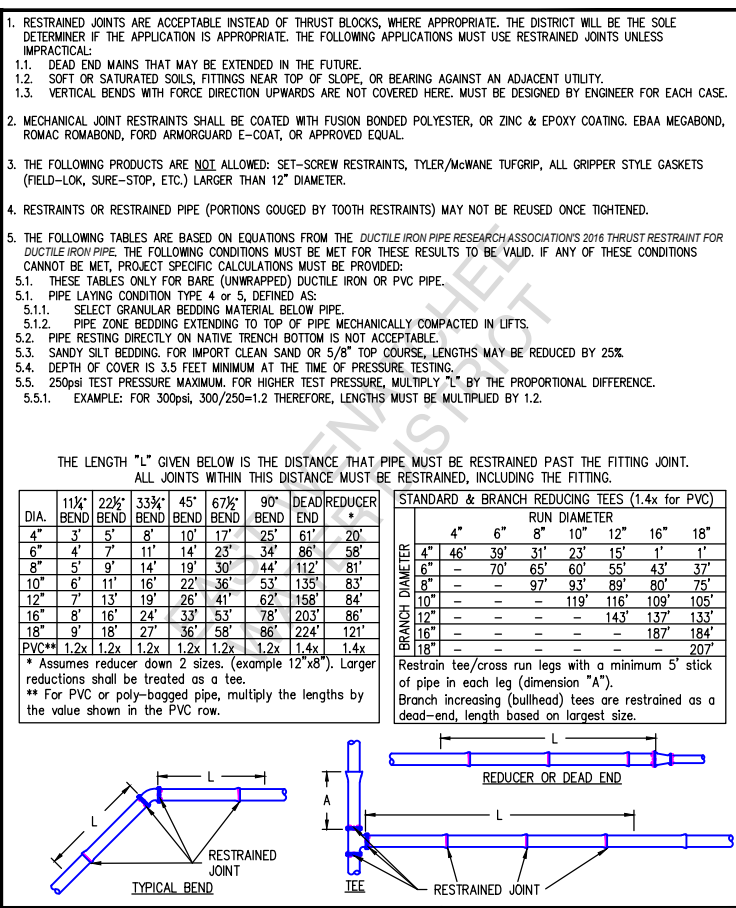 1. RESTRAINED JOINTS ARE ACCEPTABLE INSTEAD OF THRUST BLOCKS, WHERE APPROPRIATE. THE DISTRICT WILL BE THE SOLE
DETERMINER IF THE APPLICATION IS APPROPRIATE. THE FOLLOWING APPLICATIONS MUST USE RESTRAINED JOINTS UNLESS
IMPRACTICAL:
1.1. DEAD END MAINS THAT MAY BE EXTENDED IN THE FUTURE.
1.2. SOFT OR SATURATED SOILS, FITTINGS NEAR TOP OF SLOPE, OR BEARING AGAINST AN ADJACENT UTILITY.
1.3. VERTICAL BENDS WITH FORCE DIRECTION UPWARDS ARE NOT COVERED HERE. MUST BE DESIGNED BY ENGINEER FOR EACH CASE.
2. MECHANICAL JOINT RESTRAINTS SHALL BE COATED WITH FUSION BONDED POLYESTER, OR ZINC & EPOXY COATING. EBAA MEGABOND,
ROMAC ROMABOND, FORD ARMORGUARD E-COAT, OR APPROVED EQUAL.
3. THE FOLLOWING PRODUCTS ARE NOT ALLOWED: SET-SCREW RESTRAINTS, TYLER/McWANE TUFGRIP, ALL GRIPPER STYLE GASKETS
(FIELD-LOK, SURE-STOP, ETC.) LARGER THAN 12" DIAMETER.
4. RESTRAINTS OR RESTRAINED PIPE (PORTIONS GOUGED BY TOOTH RESTRAINTS) MAY NOT BE REUSED ONCE TIGHTENED.
5. THE FOLLOWING TABLES ARE BASED ON EQUATIONS FROM THE DUCTILE IRON PIPE RESEARCH ASSOCIATION'S 2016 THRUST RESTRAINT FOR
DUCTILE IRON PIPE. THE FOLLOWING CONDITIONS MUST BE MET FOR THESE RESULTS TO BE VALID. IF ANY OF THESE CONDITIONS
CANNOT BE MET, PROJECT SPECIFIC CALCULATIONS MUST BE PROVIDED:
5.1. THESE TABLES ONLY FOR BARE (UNWRAPPED) DUCTILE IRON OR PVC PIPE.
5.1. PIPE LAYING CONDITION TYPE 4 or 5, DEFINED AS:
5.1.1. SELECT GRANULAR BEDDING MATERIAL BELOW PIPE.
5.1.2. PIPE ZONE BEDDING EXTENDING TO TOP OF PIPE MECHANICALLY COMPACTED IN LIFTS.
5.2. PIPE RESTING DIRECTLY ON NATIVE TRENCH BOTTOM IS NOT ACCEPTABLE.
5.3. SANDY SILT BEDDING. FOR IMPORT CLEAN SAND OR 5/8" TOP COURSE, LENGTHS MAY BE REDUCED BY 25%.
5.4. DEPTH OF COVER IS 3.5 FEET MINIMUM AT THE TIME OF PRESSURE TESTING.
5.5. 250psi TEST PRESSURE MAXIMUM. FOR HIGHER TEST PRESSURE, MULTIPLY "L" BY THE PROPORTIONAL DIFFERENCE.
5.5.1. EXAMPLE: FOR 300psi, 300/250=1.2 THEREFORE, LENGTHS MUST BE MULTIPLIED BY 1.2.
EAST WENATCHEE
WATER DISTRICT
THE LENGTH "L" GIVEN BELOW IS THE DISTANCE THAT PIPE MUST BE RESTRAINED PAST THE FITTING JOINT.
ALL JOINTS WITHIN THIS DISTANCE MUST BE RESTRAINED, INCLUDING THE FITTING.
DIA. 11¼° BEND 22½° BEND 33¾° BEND 45° BEND 67½° BEND 90° BEND DEAD END REDUCER *
4" 3' 5' 8' 10' 17' 25' 61' 20'
6" 4' 7' 11' 14' 23' 34' 86' 58'
8" 5' 9' 14' 19' 30' 44' 112' 81'
10" 6' 11' 16' 22' 36' 53' 135' 83'
12" 7' 13' 19' 26' 41' 62' 158' 84'
16" 8' 16' 24' 33' 53' 78' 203' 86'
18" 9' 18' 27' 36' 58' 86' 224' 121'
PVC** 1.2x 1.2x 1.2x 1.2x 1.2x 1.2x 1.4x 1.4x
* Assumes reducer down 2 sizes. (example 12"x8"). Larger
reductions shall be treated as a tee.
** For PVC or poly-bagged pipe, multiply the lengths by
the value shown in the PVC row.
STANDARD & BRANCH REDUCING TEES (1.4x for PVC)
RUN DIAMETER
4" 6" 8" 10" 12" 16" 18"
BRANCH DIAMETER
4" 46' 39' 31' 23' 15' 1' 1'
6" – 70' 65' 60' 55' 43' 37'
8" – – 97' 93' 89' 80' 75'
10" – – – 119' 116' 109' 105'
12" – – – – 143' 137' 133'
16" – – – – – 187' 184'
18" – – – – – – 207'
Restrain tee/cross run legs with a minimum 5' stick
of pipe in each leg (dimension "A").
Branch increasing (bullhead) tees are restrained as a
dead-end, length based on largest size.
L
L
RESTRAINED
JOINT
TYPICAL BEND
A
L
REDUCER OR DEAD END
L
TEE
RESTRAINED JOINT